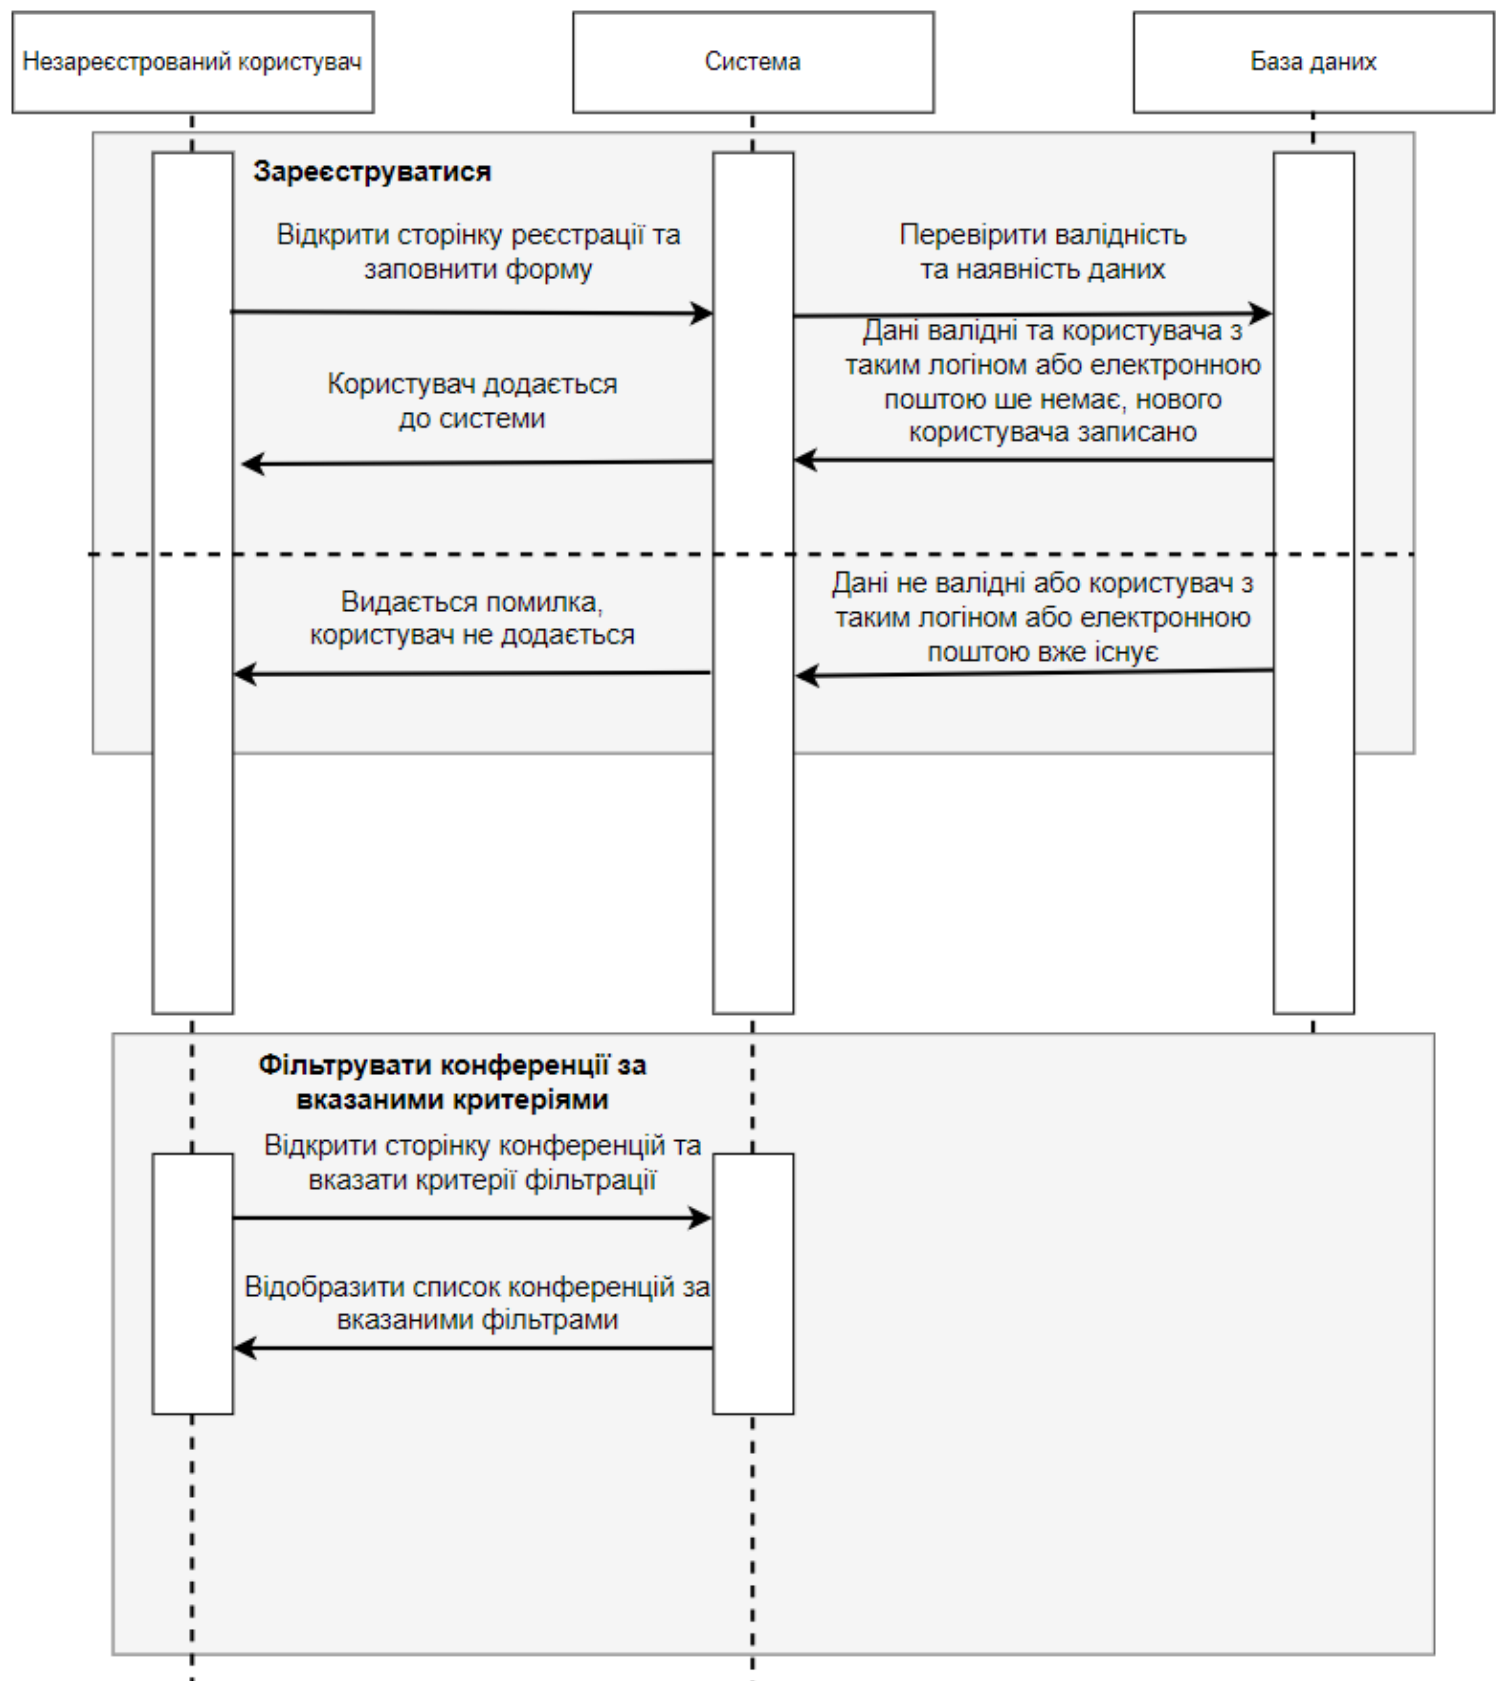 Незареєстрований користувач
Система
База даних
Зареєструватися
Відкрити сторінку реєстрації та
заповнити форму
Перевірити валідність
та наявність даних
Дані валідні та користувача з
таким логіном або електронною
поштою ше немає, нового
користувача записано
Користувач додається
до системи
Дані не валідні або користувач з
таким логіном або електронною
поштою вже існує
Видається помилка,
користувач не додається
Фільтрувати конференції за
вказаними критеріями
Відкрити сторінку конференцій та
вказати критерії фільтрації
Відобразити список конференцій за
вказаними фільтрами